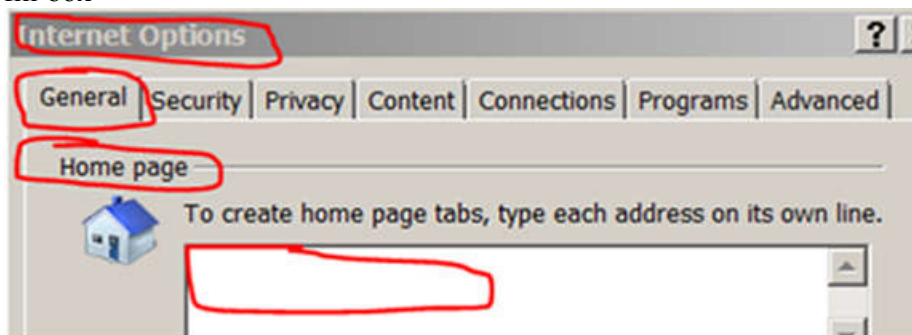 Internet Options ?
General Security Privacy Content Connections Programs Advanced
Home page
To create home page tabs, type each address on its own line.